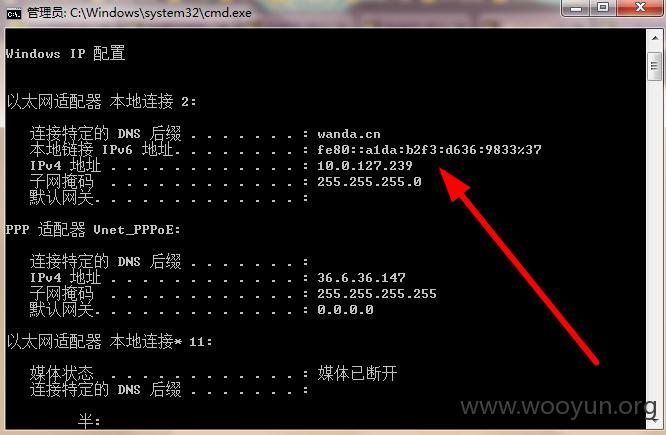 管理员: C:\Windows\system32\cmd.exe
Windows IP 配置
以太网适配器 本地连接 2:
连接特定的 DNS 后缀 . . . . . . . : wanda.cn
本地链接 IPv6 地址. . . . . . . . : fe80::a1da:b2f3:d636:9833%37
IPv4 地址 . . . . . . . . . . . . : 10.0.127.239
子网掩码 . . . . . . . . . . . . : 255.255.255.0
默认网关. . . . . . . . . . . . . :
PPP 适配器 Vnet_PPPoE:
连接特定的 DNS 后缀 . . . . . . . :
IPv4 地址 . . . . . . . . . . . . : 36.6.36.147
子网掩码 . . . . . . . . . . . . : 255.255.255.255
默认网关. . . . . . . . . . . . . : 0.0.0.0
以太网适配器 本地连接* 11:
媒体状态 . . . . . . . . . . . . : 媒体已断开
连接特定的 DNS 后缀 . . . . . . . :
半:
www.wooyun.org